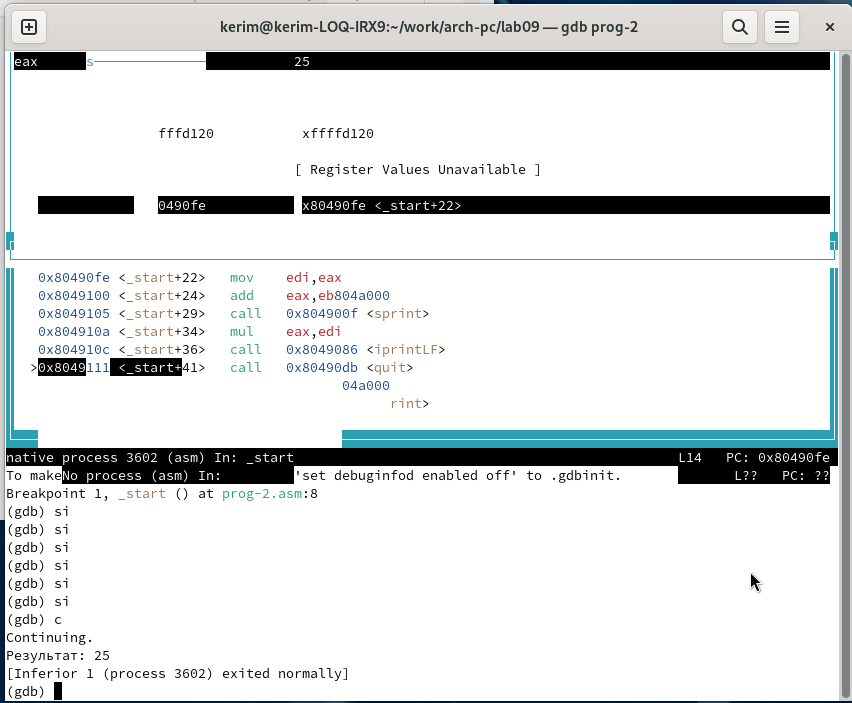 kerim@kerim-LOQ-IRX9:~/work/arch-pc/lab09 — gdb prog-2
eax s 25
fffd120 xffffd120
[ Register Values Unavailable ]
0490fe x80490fe <_start+22>
0x80490fe <_start+22> mov edi,eax
0x8049100 <_start+24> add eax,eb804a000
0x8049105 <_start+29> call 0x804900f <sprint>
0x804910a <_start+34> mul eax,edi
0x804910c <_start+36> call 0x8049086 <iprintLF>
>0x8049111 <_start+41> call 0x80490db <quit>
04a000
rint>
native process 3602 (asm) In: _start L14 PC: 0x80490fe
To makeNo process (asm) In: 'set debuginfod enabled off' to .gdbinit. L?? PC: ??
Breakpoint 1, _start () at prog-2.asm:8
(gdb) si
(gdb) si
(gdb) si
(gdb) si
(gdb) si
(gdb) si
(gdb) c
Continuing.
Результат: 25
[Inferior 1 (process 3602) exited normally]
(gdb)